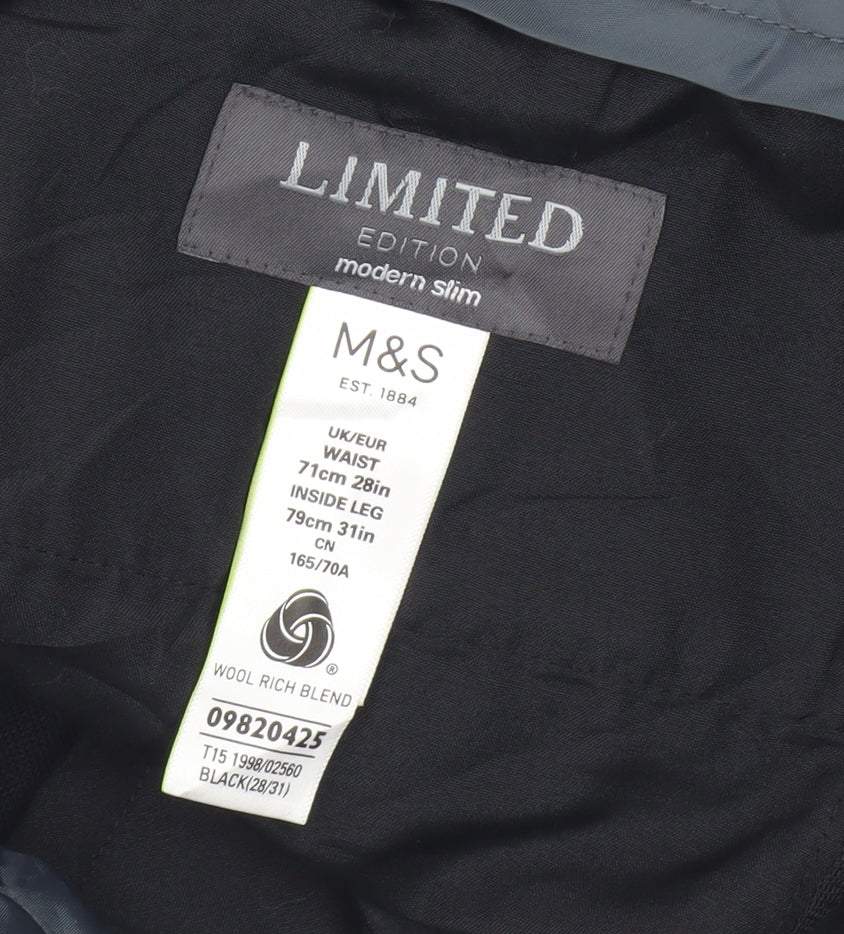 LIMITED
EDITION
modern slim
M&S
EST. 1884
UK/EUR
WAIST
71cm 28in
INSIDE LEG
79cm 31in
CN
165/70A
®
WOOL RICH BLEND
09820425
T15 1998/02560
BLACK(28/31)